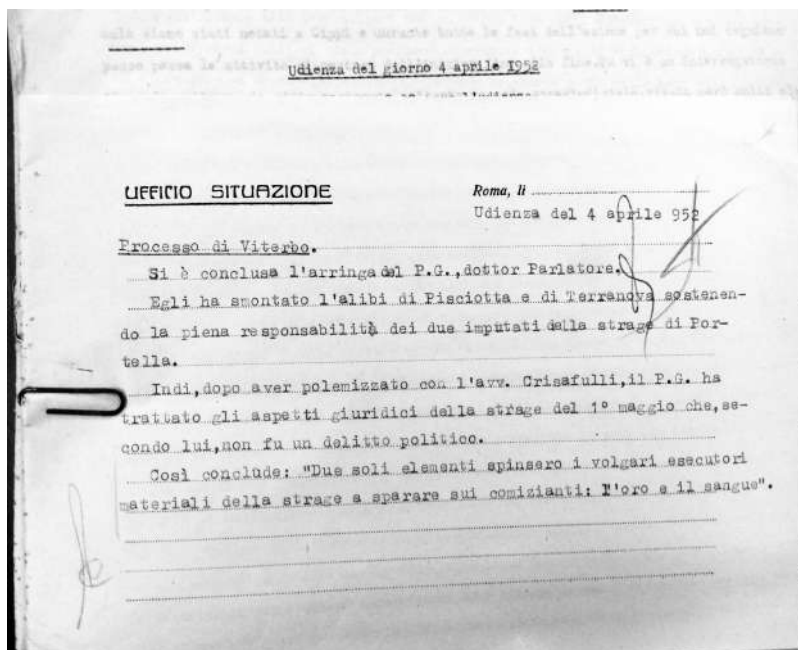 Udienza del giorno 4 aprile 1952
UFFICIO SITUAZIONE
Roma, li
Udienza del 4 aprile 952
Processo di Viterbo.
Si è conclusa l'arringa del P.G.,dottor Parlatore.
Egli ha smontato l'alibi di Pisciotta e di Terranova sostenen-
do la piena responsabilità dei due imputati della strage di Por-
tella.
Indi,dopo aver polemizzato con l'avv. Crisafulli,il P.G. ha
trattato gli aspetti giuridici della strage del 1° maggio che,se-
condo lui,non fu un delitto politico.
Così conclude: "Due soli elementi spinsero i volgari esecutori
materiali della strage a sparare sui comizianti: l'oro e il sangue".